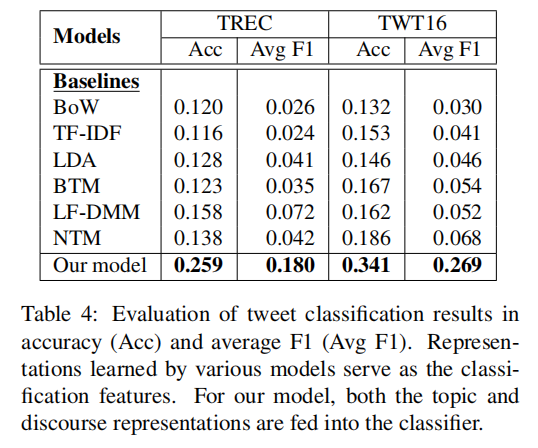 Models TREC TWT16
Acc Avg F1 Acc Avg F1
Baselines
BoW 0.120 0.026 0.132 0.030
TF-IDF 0.116 0.024 0.153 0.041
LDA 0.128 0.041 0.146 0.046
BTM 0.123 0.035 0.167 0.054
LF-DMM 0.158 0.072 0.162 0.052
NTM 0.138 0.042 0.186 0.068
Our model 0.259 0.180 0.341 0.269
Table 4: Evaluation of tweet classification results in
accuracy (Acc) and average F1 (Avg F1). Represen-
tations learned by various models serve as the classi-
fication features. For our model, both the topic and
discourse representations are fed into the classifier.